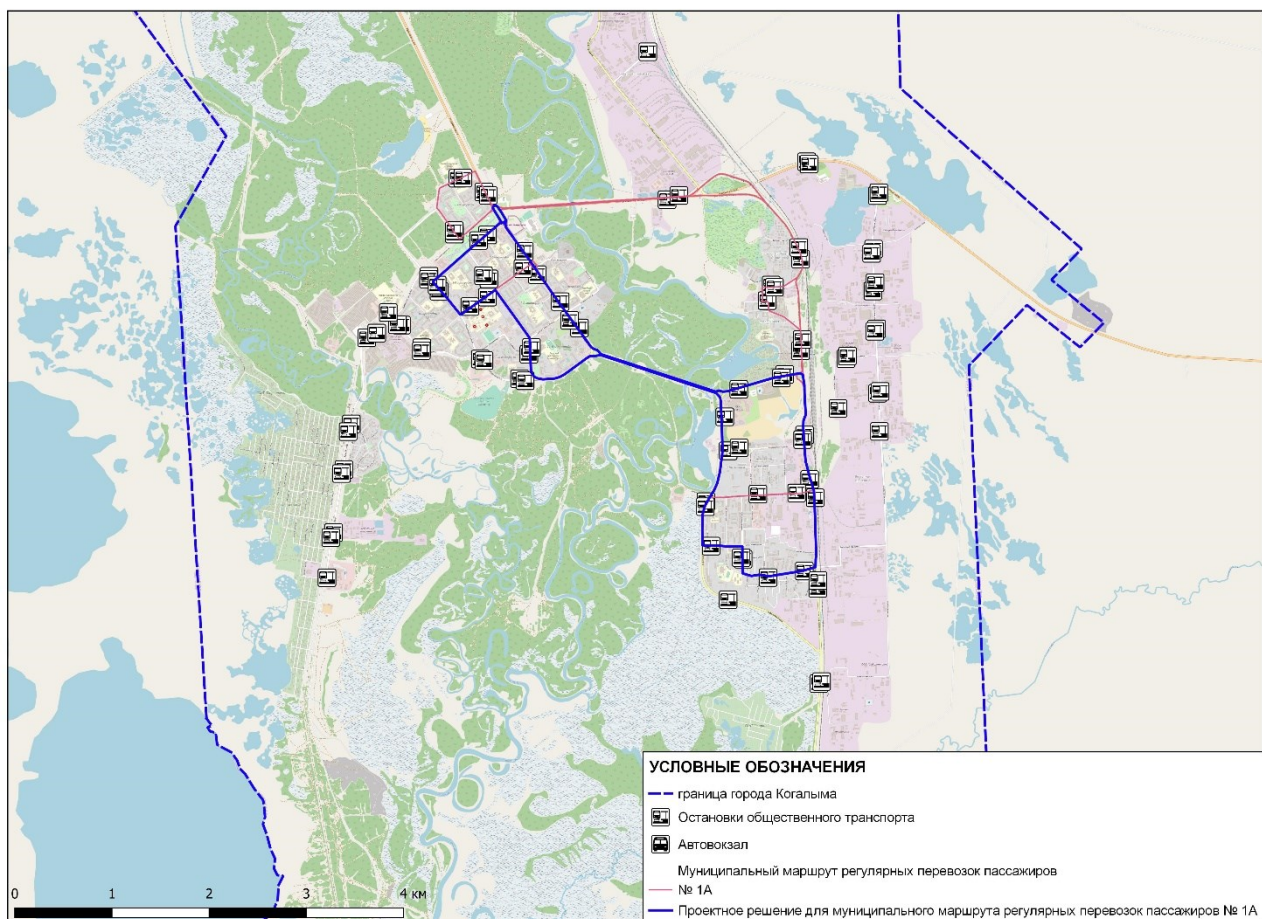 УСЛОВНЫЕ ОБОЗНАЧЕНИЯ
граница города Когалыма
Остановки общественного транспорта
Автовокзал
Муниципальный маршрут регулярных перевозок пассажиров
№ 1А
Проектное решение для муниципального маршрута регулярных перевозок пассажиров № 1А
0 1 2 3 4 км